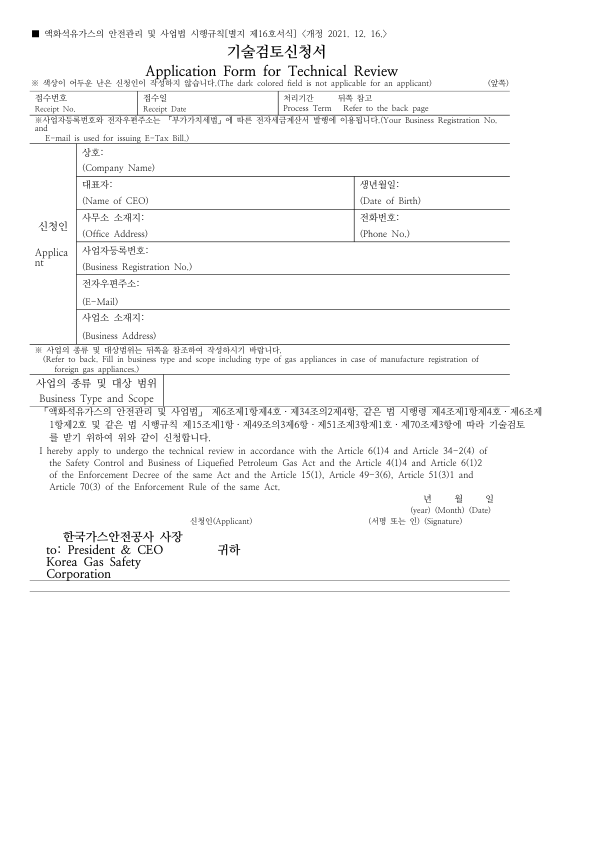 ■ 액화석유가스의 안전관리 및 사업법 시행규칙[별지 제16호서식] <개정 2021. 12. 16.>
기술검토신청서
Application Form for Technical Review
※ 색상이 어두운 난은 신청인이 작성하지 않습니다.(The dark colored field is not applicable for an applicant) (앞쪽)
접수번호 접수일 처리기간 뒤쪽 참고
Receipt No. Receipt Date Process Term Refer to the back page
※사업자등록번호와 전자우편주소는 「부가가치세법」에 따른 전자세금계산서 발행에 이용됩니다.(Your Business Registration No. and
E-mail is used for issuing E-Tax Bill.)
신청인
Applicant
상호:
(Company Name)
대표자: 생년월일:
(Name of CEO) (Date of Birth)
사무소 소재지: 전화번호:
(Office Address) (Phone No.)
사업자등록번호:
(Business Registration No.)
전자우편주소:
(E-Mail)
사업소 소재지:
(Business Address)
※ 사업의 종류 및 대상범위는 뒤쪽을 참조하여 작성하시기 바랍니다.
(Refer to back. Fill in business type and scope including type of gas appliances in case of manufacture registration of
foreign gas appliances.)
사업의 종류 및 대상 범위
Business Type and Scope
「액화석유가스의 안전관리 및 사업법」 제6조제1항제4호ㆍ제34조의2제4항, 같은 법 시행령 제4조제1항제4호ㆍ제6조제
1항제2호 및 같은 법 시행규칙 제15조제1항ㆍ제49조의3제6항ㆍ제51조제3항제1호ㆍ제70조제3항에 따라 기술검토
를 받기 위하여 위와 같이 신청합니다.
I hereby apply to undergo the technical review in accordance with the Article 6(1)4 and Article 34-2(4) of
the Safety Control and Business of Liquefied Petroleum Gas Act and the Article 4(1)4 and Article 6(1)2
of the Enforcement Decree of the same Act and the Article 15(1), Article 49-3(6), Article 51(3)1 and
Article 70(3) of the Enforcement Rule of the same Act.
년 월 일
(year) (Month) (Date)
신청인(Applicant) (서명 또는 인) (Signature)
한국가스안전공사 사장
to: President & CEO 귀하
Korea Gas Safety
Corporation